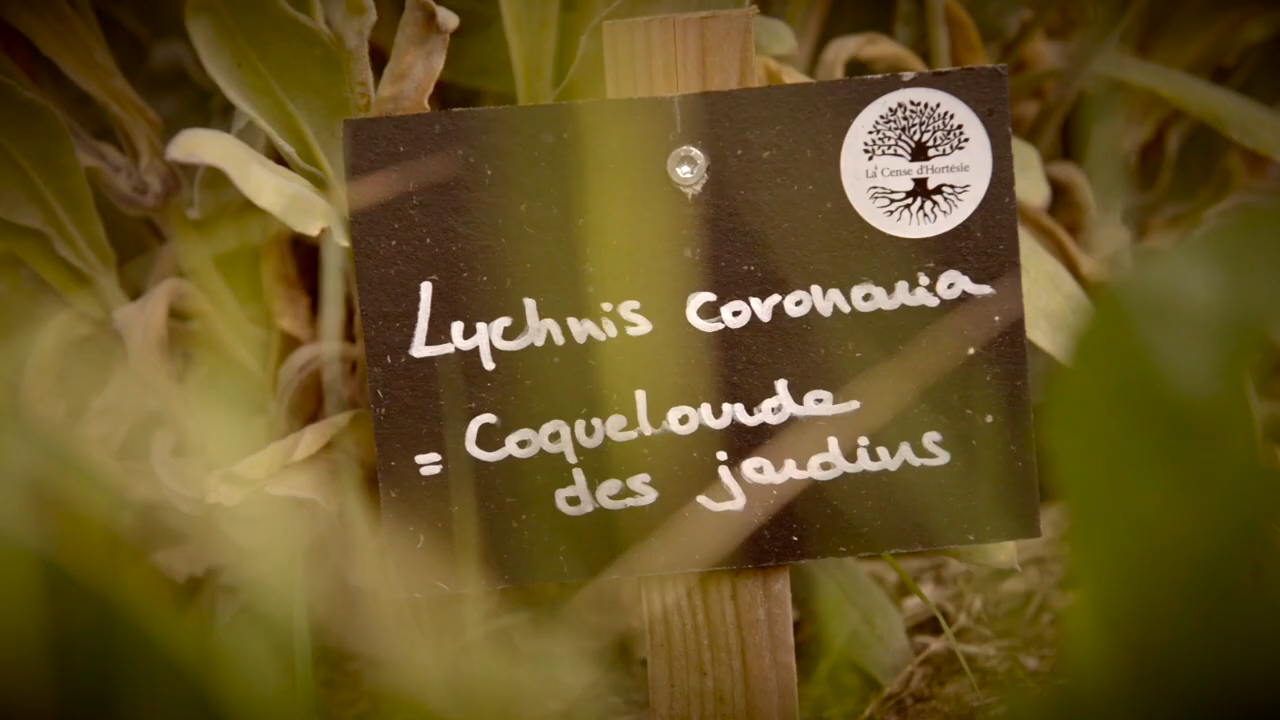 La Cense d'Hortésie
Lychnis coronaria
= Coquelourde
des jardins